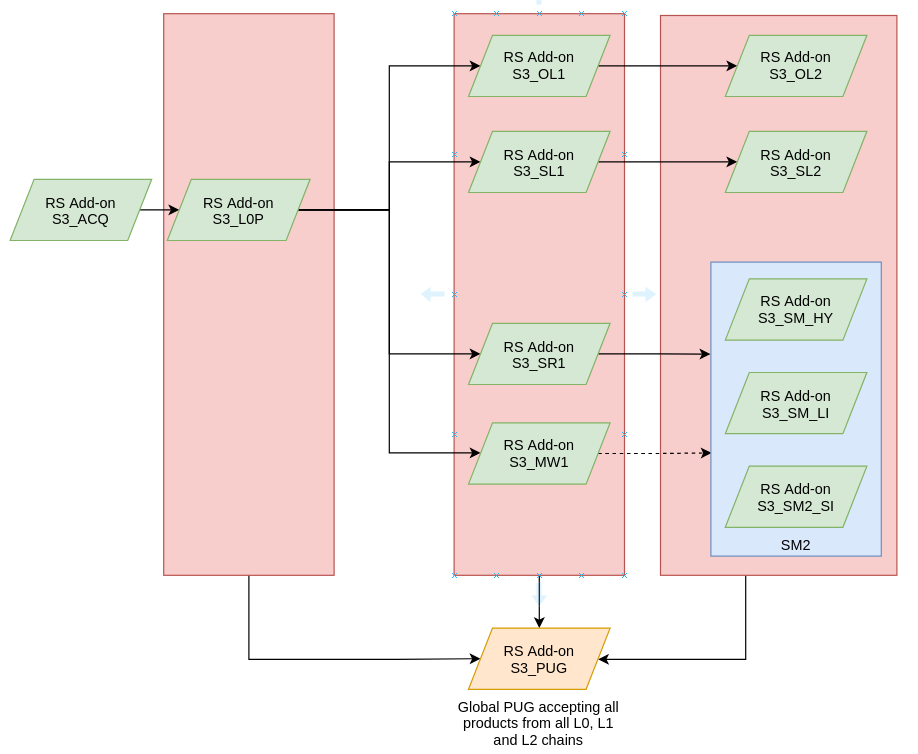 RS Add-on
S3_ACQ
RS Add-on
S3_L0P
RS Add-on
S3_OL1
RS Add-on
S3_SL1
RS Add-on
S3_SR1
RS Add-on
S3_MW1
RS Add-on
S3_OL2
RS Add-on
S3_SL2
RS Add-on
S3_SM_HY
RS Add-on
S3_SM_LI
RS Add-on
S3_SM2_SI
SM2
RS Add-on
S3_PUG
Global PUG accepting all
products from all L0, L1
and L2 chains